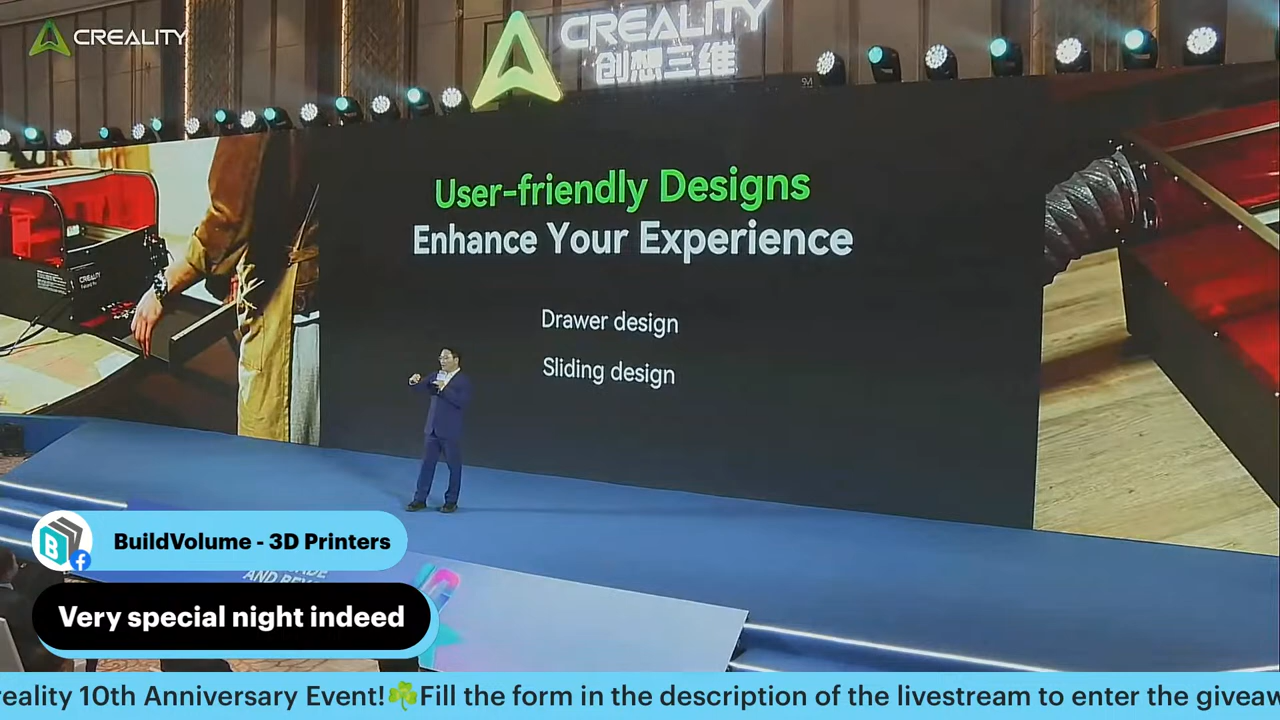 CREALITY
CREALITY
创想三维
User-friendly Designs
Enhance Your Experience
Drawer design
Sliding design
CREALITY
BuildVolume - 3D Printers
Very special night indeed
reality 10th Anniversary Event!☘️Fill the form in the description of the livestream to enter the giveaw